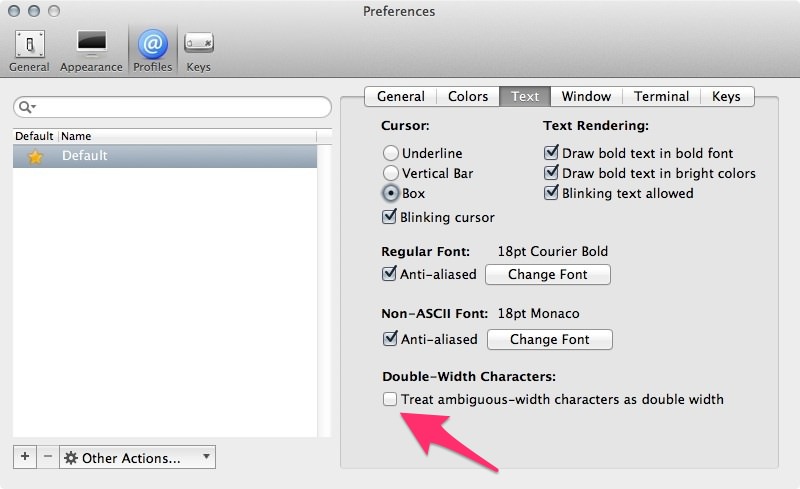 Preferences
General Appearance Profiles Keys
General Colors Text Window Terminal Keys
Default Name
Default
+ − Other Actions...
Cursor:
Underline
Vertical Bar
Box
Blinking cursor
Text Rendering:
Draw bold text in bold font
Draw bold text in bright colors
Blinking text allowed
Regular Font: 18pt Courier Bold
Anti-aliased Change Font
Non-ASCII Font: 18pt Monaco
Anti-aliased Change Font
Double-Width Characters:
Treat ambiguous-width characters as double width